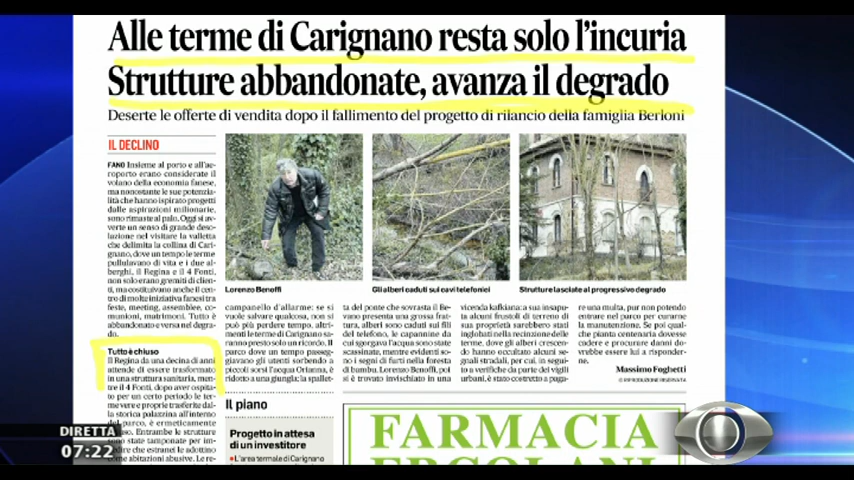 Alle terme di Carignano resta solo l'incuria
Strutture abbandonate, avanza il degrado
Deserte le offerte di vendita dopo il fallimento del progetto di rilancio della famiglia Berloni
IL DECLINO
FANO Insieme al porto e all'ae-
roporto erano considerate il
volano della economia fanese,
ma nonostante le sue potenzia-
lità che hanno ispirato progetti
dalle aspirazioni milionarie,
sono rimaste al palo. Oggi si av-
verte un senso di grande deso-
lazione nel visitare la valletta
che delimita la collina di Cari-
gnano, dove un tempo le terme
pullulavano di vita e i due al-
berghi, il Regina e il 4 Fonti,
non solo erano gremiti di clien-
ti, ma costituivano anche il cen-
tro di molte iniziative fanesi tra
feste, meeting, assemblee, co-
munioni, matrimoni. Tutto è
abbandonato e versa nel degra-
do.
Tutto è chiuso
Il Regina da una decina di anni
attende di essere trasformato
in una struttura sanitaria, men-
tre il 4 Fonti, dopo aver ospita-
to per un certo periodo le ter-
me vere e proprie trasferite dal-
la storica palazzina all'interno
del parco, è ermeticamente
Entrambe le strutture
sono state tamponate per im-
pedire che estranei le adottino
come abitazioni abusive. Le re-
Lorenzo Benoffi
Gli alberi caduti sui cavi telefonici
Strutture lasciate al progressivo degrado
campanello d'allarme: se si
vuole salvare qualcosa, non si
può più perdere tempo, altri-
menti le terme di Carignano sa-
ranno presto solo un ricordo. Il
parco dove un tempo passeg-
giavano gli utenti sorbendo a
piccoli sorsi l'acqua Orianna, è
ridotto a una giungla; la spallet-
ta del ponte che sovrasta il Be-
vano presenta una grossa frat-
tura, alberi sono caduti sui fili
del telefono, le capannine da
cui sgorgava l'acqua sono state
scassinate, mentre evidenti so-
no i segni di furti nella foresta
di bambu. Lorenzo Benoffi, poi
si è trovato invischiato in una
vicenda kafkiana: a sua insapu-
ta alcuni frustoli di terreno di
sua proprietà sarebbero stati
inglobati nella recinzione delle
terme, dove gli alberi crescen-
do hanno occultato alcuni se-
gnali stradali, per cui, in segui-
to a verifiche da parte dei vigili
urbani, è stato costretto a paga-
re una multa, pur non potendo
entrare nel parco per curarne
la manutenzione. Se poi qual-
che pianta centenaria dovesse
cadere e procurare danni do-
vrebbe essere lui a risponder-
ne.
Massimo Foghetti
© RIPRODUZIONE RISERVATA
Il piano
Progetto in attesa
di un investitore
● L'area termale di Carignano
FARMACIA
ERCOLANI
DIRETTA
07:22